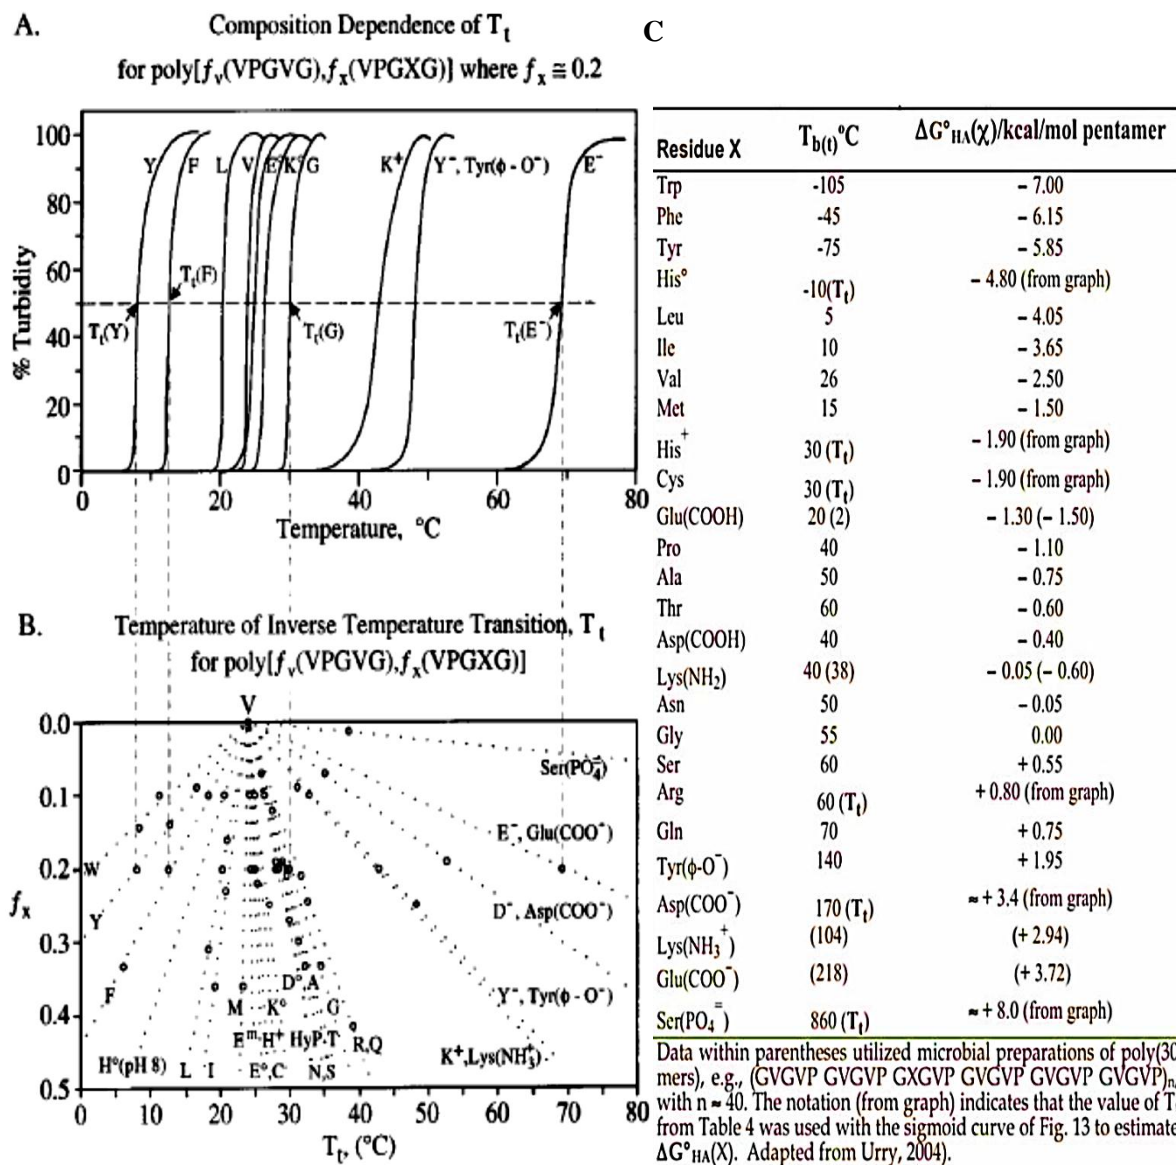 A.
Composition Dependence of Tt
for poly[fv(VPGVG),fx(VPGXG)] where fx ≅ 0.2
% Turbidity
100
80
60
40
20
0
Y F L V E° K° G K+ Y⁻, Tyr(ϕ - O⁻) E⁻
Tt(F)
Tt(Y) Tt(G) Tt(E⁻)
0 20 40 60 80
Temperature, °C
B.
Temperature of Inverse Temperature Transition, Tt
for poly[fv(VPGVG),fx(VPGXG)]
V
fx
0.0
0.1
0.2
0.3
0.4
0.5
Ser(PO4=)
E⁻, Glu(COO⁻)
W
D⁻, Asp(COO⁻)
Y
F D° A Y⁻, Tyr(ϕ - O⁻)
M K° G
Em H+ HyP T R,Q
H°(pH 8) L I E°,C N,S K+,Lys(NH3+)
0 10 20 30 40 50 60 70 80
Tt, (°C)
C
Residue X Tb(t)°C ΔG°HA(χ)/kcal/mol pentamer
Trp -105 – 7.00
Phe -45 – 6.15
Tyr -75 – 5.85
His° -10(Tt) – 4.80 (from graph)
Leu 5 – 4.05
Ile 10 – 3.65
Val 26 – 2.50
Met 15 – 1.50
His+ 30 (Tt) – 1.90 (from graph)
Cys 30 (Tt) – 1.90 (from graph)
Glu(COOH) 20 (2) – 1.30 (– 1.50)
Pro 40 – 1.10
Ala 50 – 0.75
Thr 60 – 0.60
Asp(COOH) 40 – 0.40
Lys(NH2) 40 (38) – 0.05 (– 0.60)
Asn 50 – 0.05
Gly 55 0.00
Ser 60 + 0.55
Arg 60 (Tt) + 0.80 (from graph)
Gln 70 + 0.75
Tyr(ϕ-O⁻) 140 + 1.95
Asp(COO⁻) 170 (Tt) ≈ + 3.4 (from graph)
Lys(NH3+) (104) (+ 2.94)
Glu(COO⁻) (218) (+ 3.72)
Ser(PO4=) 860 (Tt) ≈ + 8.0 (from graph)
Data within parentheses utilized microbial preparations of poly(30
mers), e.g., (GVGVP GVGVP GXGVP GVGVP GVGVP GVGVP)n,
with n ≈ 40. The notation (from graph) indicates that the value of T
from Table 4 was used with the sigmoid curve of Fig. 13 to estimate
ΔG°HA(X). Adapted from Urry, 2004).